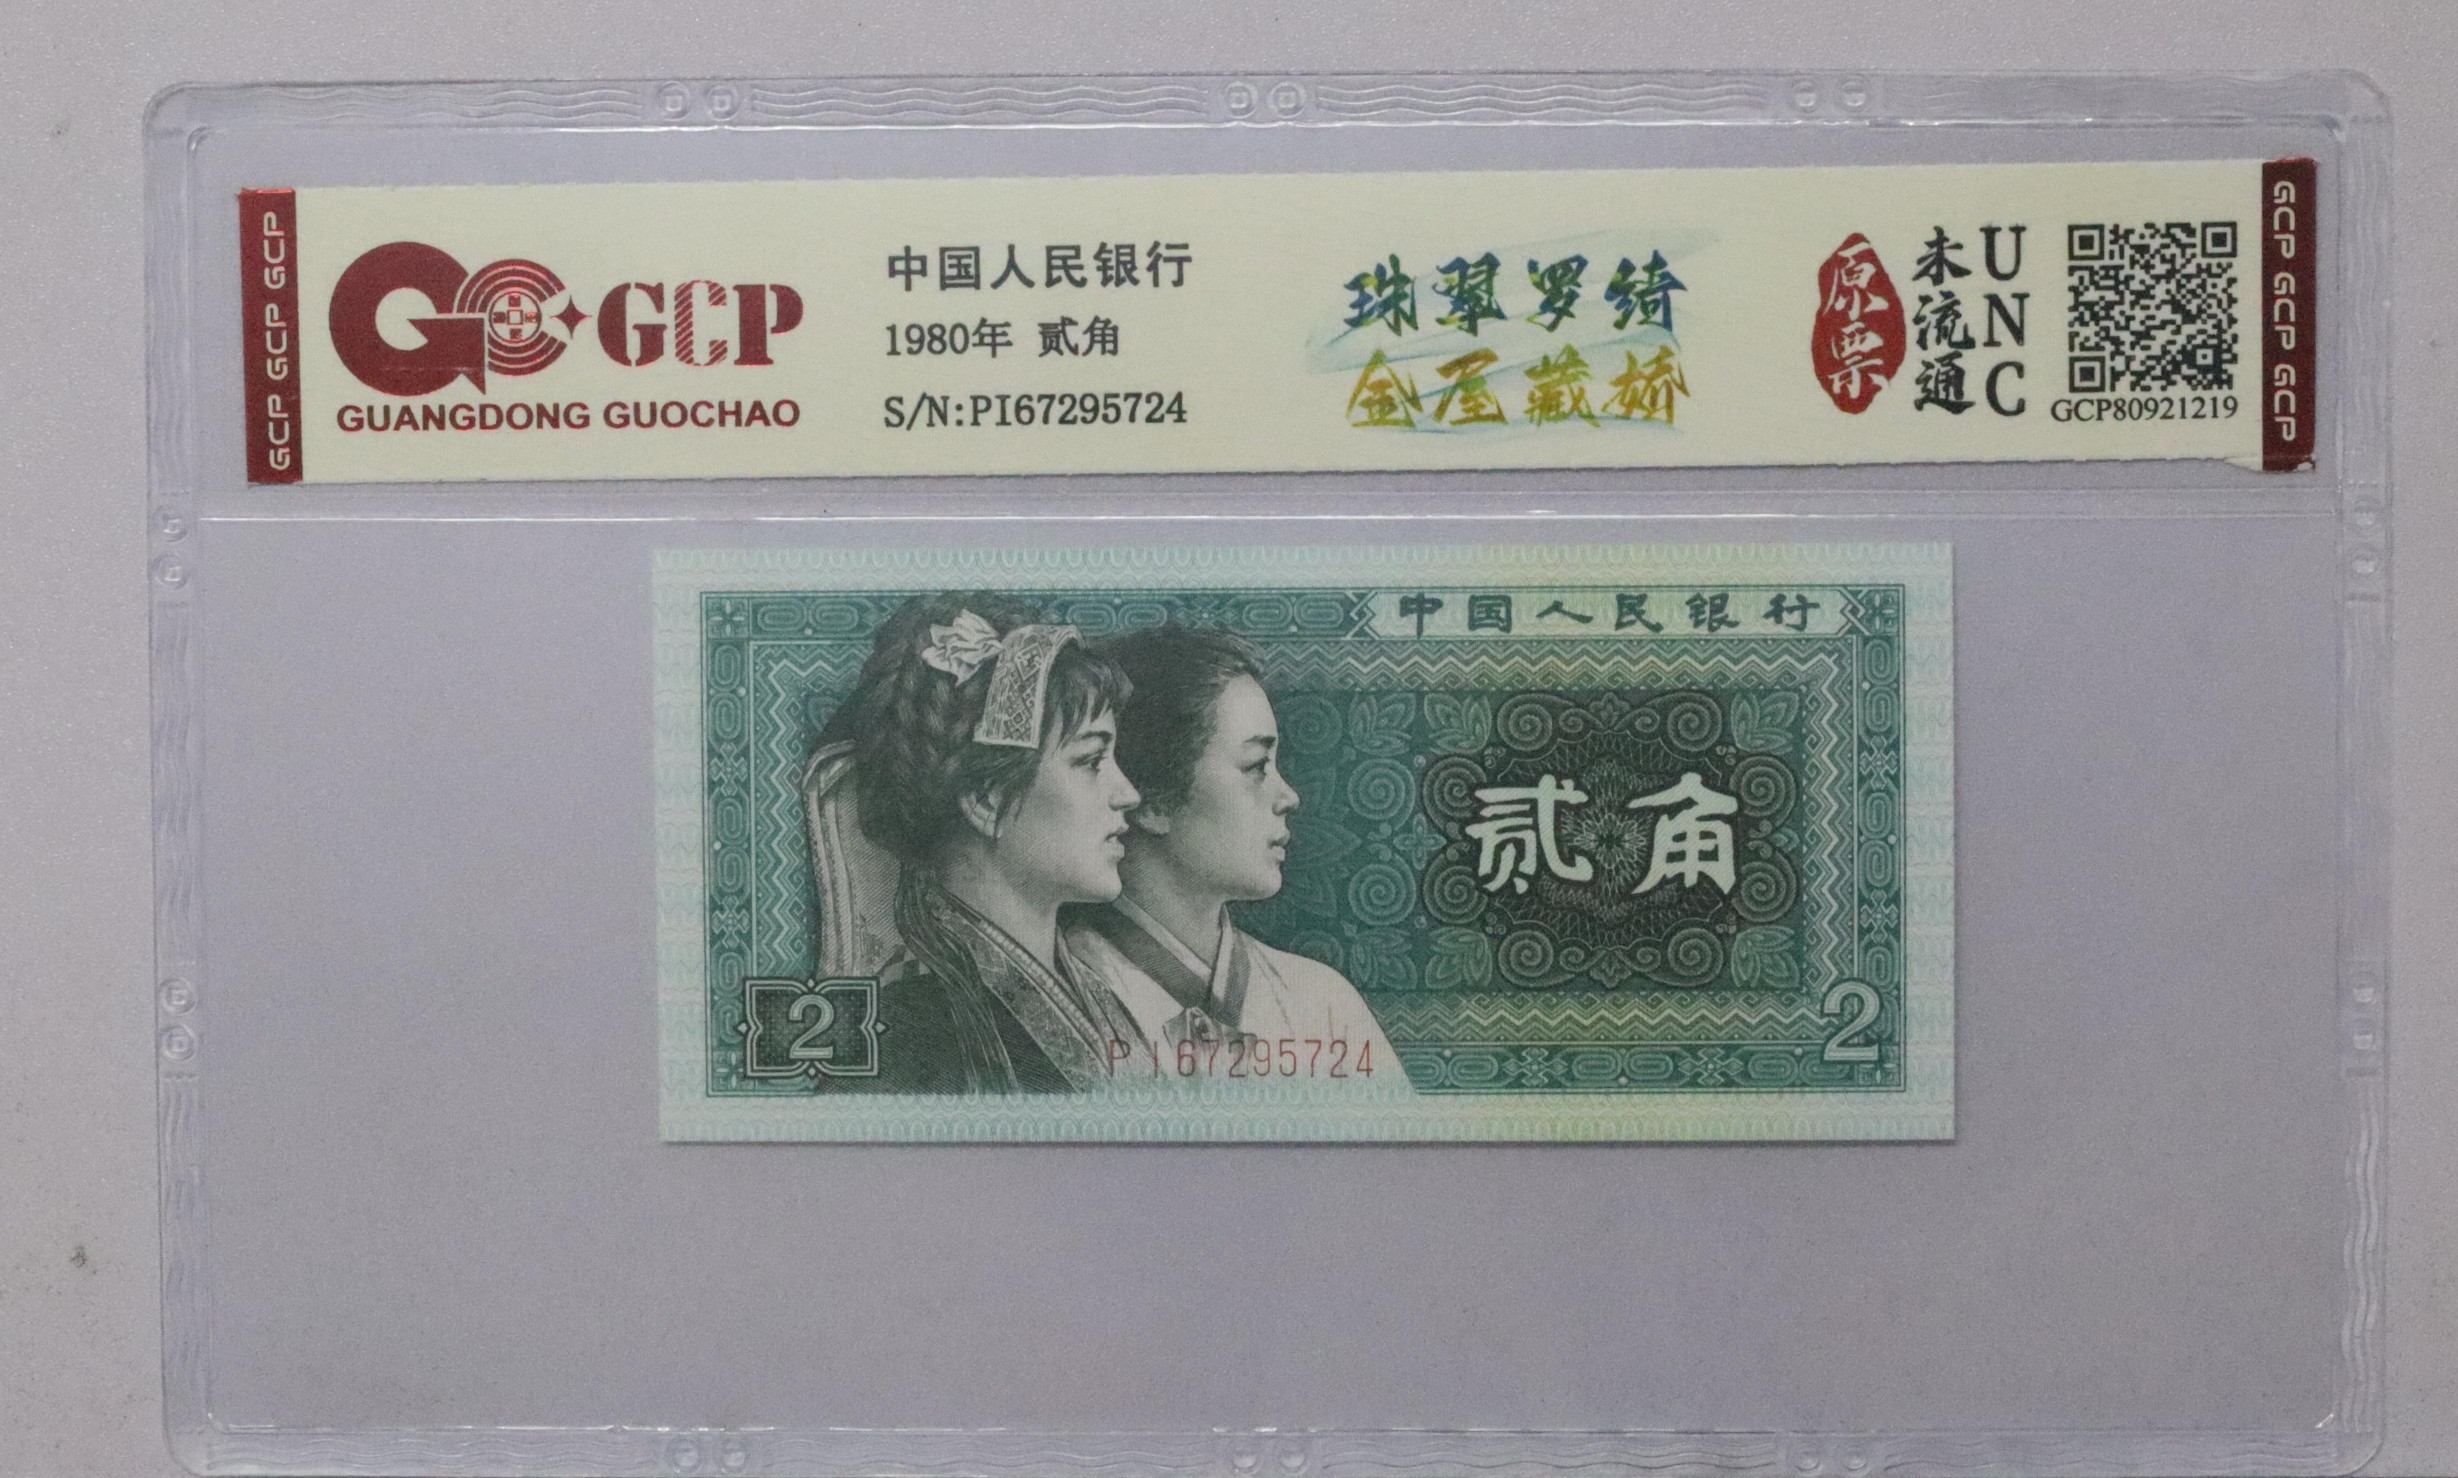 GCP GCP GCP
GCP
GUANGDONG GUOCHAO
中国人民银行
1980年 贰角
S/N:PI67295724
珠翠罗绮
金屋藏娇
原票
未流通
UNC
GCP80921219
GCP GCP GCP
中国人民银行
贰角
2
PI67295724
2